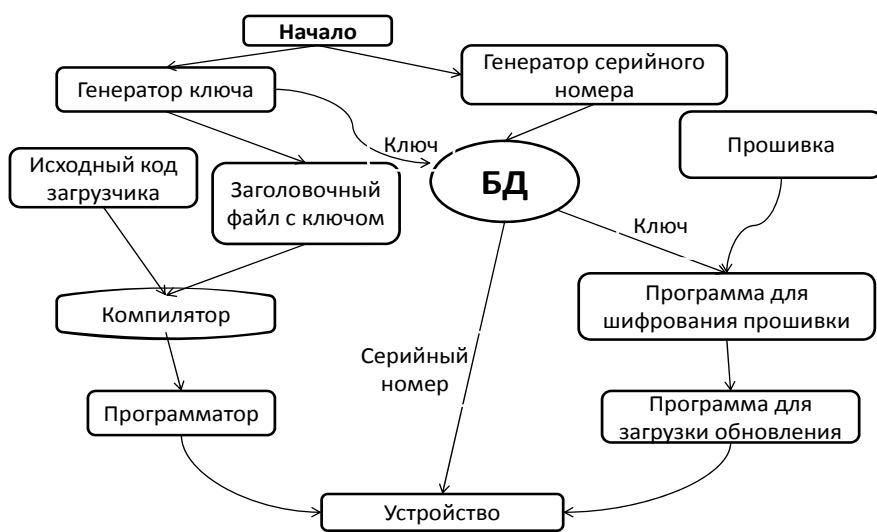 Начало
Генератор ключа
Генератор серийного
номера
Ключ
Прошивка
Исходный код
загрузчика
Заголовочный
файл с ключом
БД
Ключ
Компилятор
Программа для
шифрования прошивки
Серийный
номер
Программатор
Программа для
загрузки обновления
Устройство